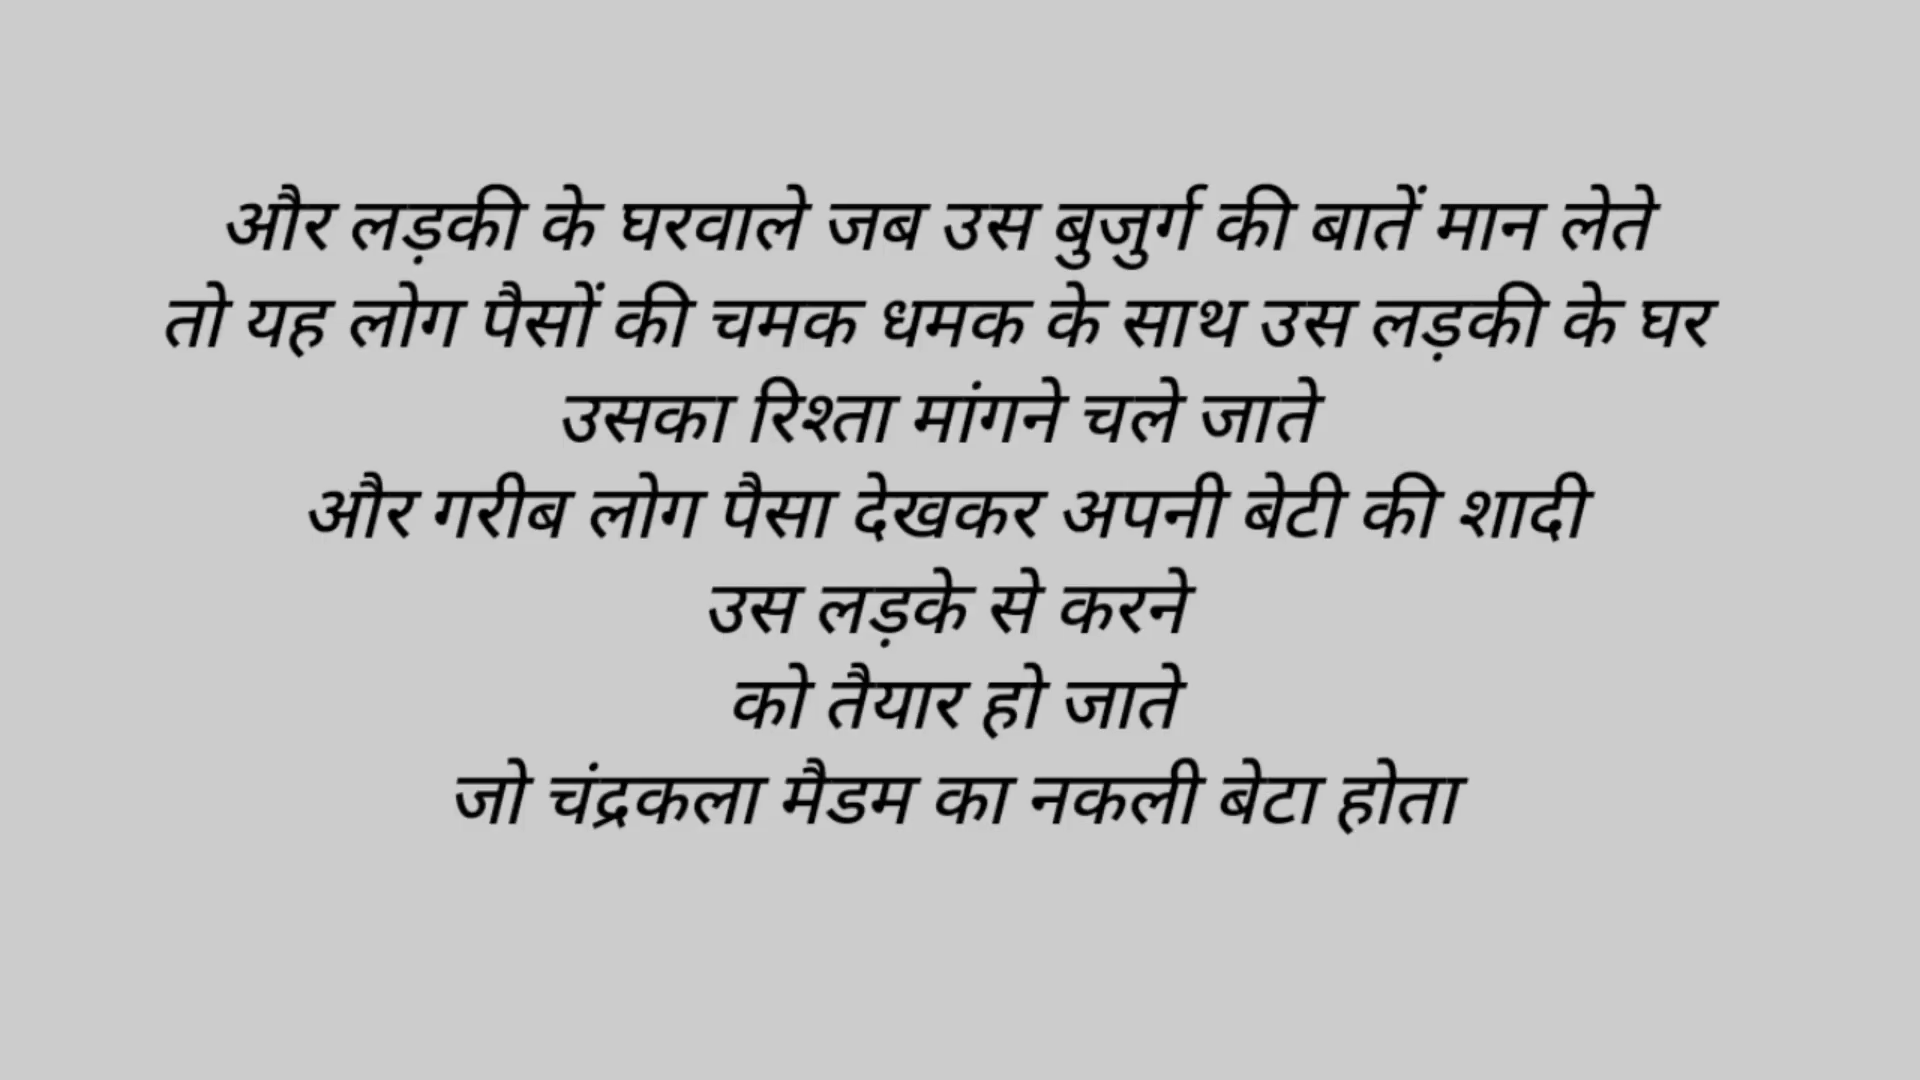 और लड़की के घरवाले जब उस बुजुर्ग की बातें मान लेते
तो यह लोग पैसों की चमक धमक के साथ उस लड़की के घर
उसका रिश्ता मांगने चले जाते
और गरीब लोग पैसा देखकर अपनी बेटी की शादी
उस लड़के से करने
को तैयार हो जाते
जो चंद्रकला मैडम का नकली बेटा होता